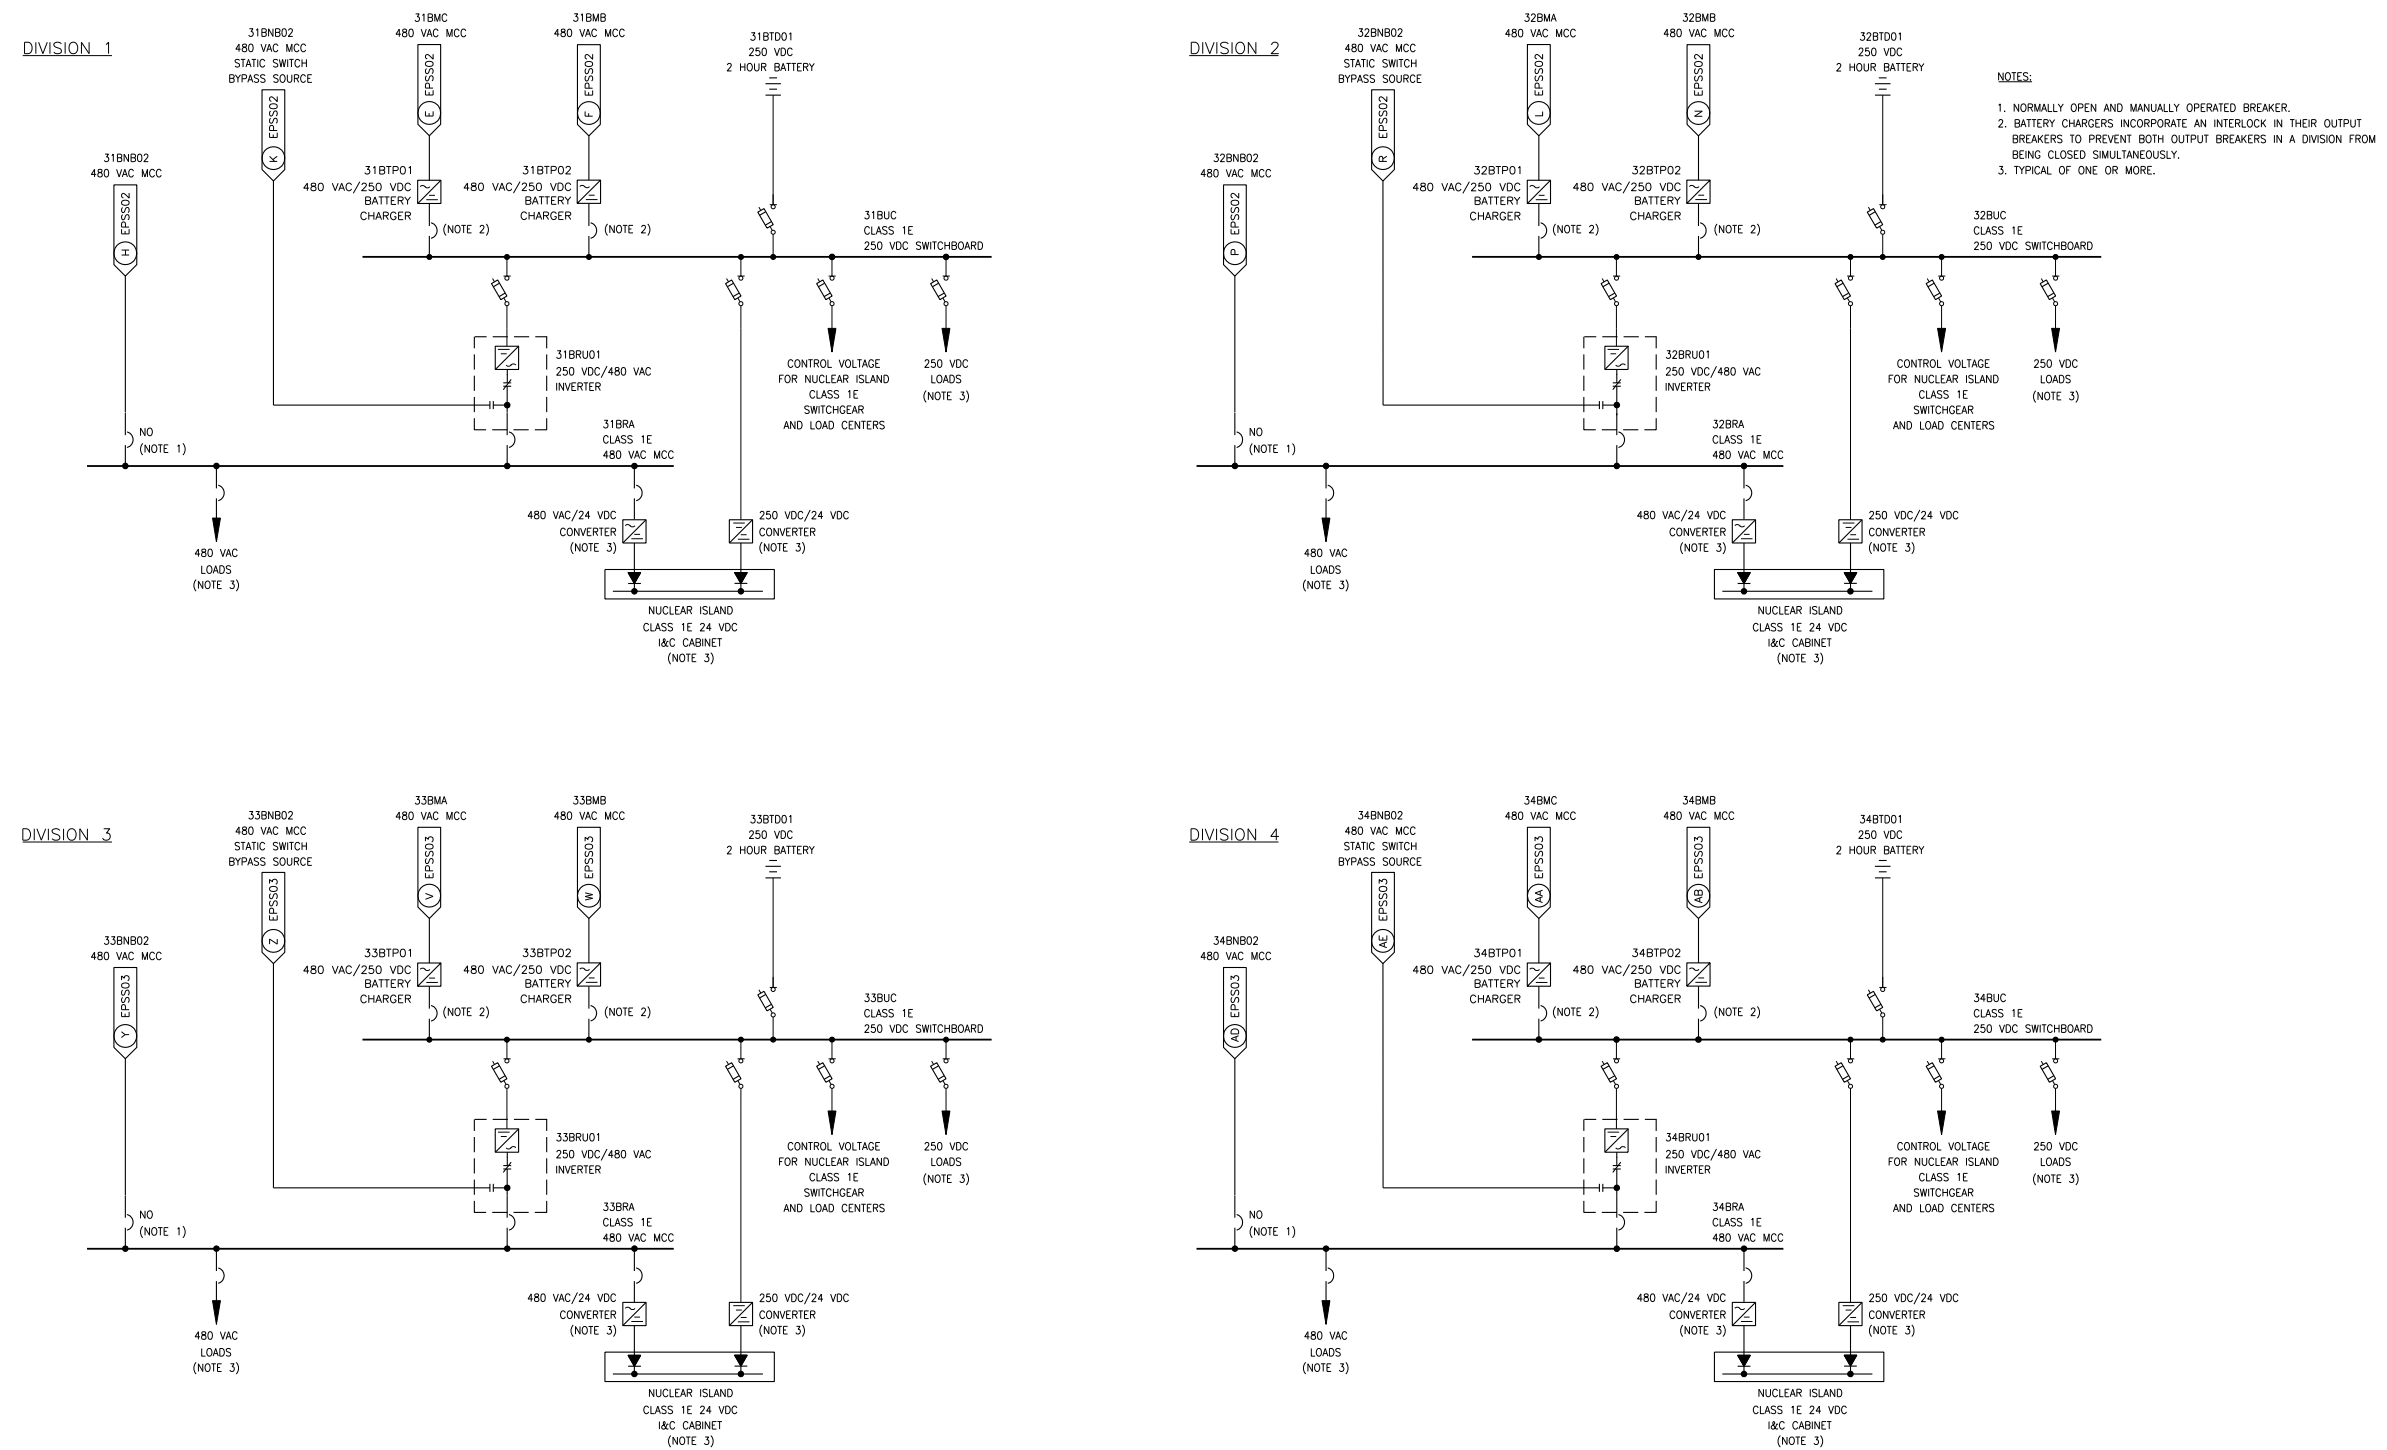 DIVISION 1
31BNB02
480 VAC MCC
H EPSS02
NO
(NOTE 1)
31BNB02
480 VAC MCC
STATIC SWITCH
BYPASS SOURCE
K EPSS02
31BMC
480 VAC MCC
E EPSS02
31BTP01
480 VAC/250 VDC
BATTERY
CHARGER
(NOTE 2)
31BMB
480 VAC MCC
F EPSS02
31BTP02
480 VAC/250 VDC
BATTERY
CHARGER
(NOTE 2)
31BTD01
250 VDC
2 HOUR BATTERY
31BUC
CLASS 1E
250 VDC SWITCHBOARD
31BRU01
250 VDC/480 VAC
INVERTER
CONTROL VOLTAGE
FOR NUCLEAR ISLAND
CLASS 1E
SWITCHGEAR
AND LOAD CENTERS
250 VDC
LOADS
(NOTE 3)
31BRA
CLASS 1E
480 VAC MCC
480 VAC
LOADS
(NOTE 3)
480 VAC/24 VDC
CONVERTER
(NOTE 3)
250 VDC/24 VDC
CONVERTER
(NOTE 3)
NUCLEAR ISLAND
CLASS 1E 24 VDC
I&C CABINET
(NOTE 3)
DIVISION 2
32BNB02
480 VAC MCC
P EPSS02
NO
(NOTE 1)
32BNB02
480 VAC MCC
STATIC SWITCH
BYPASS SOURCE
R EPSS02
32BMA
480 VAC MCC
L EPSS02
32BTP01
480 VAC/250 VDC
BATTERY
CHARGER
(NOTE 2)
32BMB
480 VAC MCC
N EPSS02
32BTP02
480 VAC/250 VDC
BATTERY
CHARGER
(NOTE 2)
32BTD01
250 VDC
2 HOUR BATTERY
32BUC
CLASS 1E
250 VDC SWITCHBOARD
32BRU01
250 VDC/480 VAC
INVERTER
CONTROL VOLTAGE
FOR NUCLEAR ISLAND
CLASS 1E
SWITCHGEAR
AND LOAD CENTERS
250 VDC
LOADS
(NOTE 3)
32BRA
CLASS 1E
480 VAC MCC
480 VAC
LOADS
(NOTE 3)
480 VAC/24 VDC
CONVERTER
(NOTE 3)
250 VDC/24 VDC
CONVERTER
(NOTE 3)
NUCLEAR ISLAND
CLASS 1E 24 VDC
I&C CABINET
(NOTE 3)
NOTES:
1. NORMALLY OPEN AND MANUALLY OPERATED BREAKER.
2. BATTERY CHARGERS INCORPORATE AN INTERLOCK IN THEIR OUTPUT
BREAKERS TO PREVENT BOTH OUTPUT BREAKERS IN A DIVISION FROM
BEING CLOSED SIMULTANEOUSLY.
3. TYPICAL OF ONE OR MORE.
DIVISION 3
33BNB02
480 VAC MCC
Y EPSS03
NO
(NOTE 1)
33BNB02
480 VAC MCC
STATIC SWITCH
BYPASS SOURCE
Z EPSS03
33BMA
480 VAC MCC
V EPSS03
33BTP01
480 VAC/250 VDC
BATTERY
CHARGER
(NOTE 2)
33BMB
480 VAC MCC
W EPSS03
33BTP02
480 VAC/250 VDC
BATTERY
CHARGER
(NOTE 2)
33BTD01
250 VDC
2 HOUR BATTERY
33BUC
CLASS 1E
250 VDC SWITCHBOARD
33BRU01
250 VDC/480 VAC
INVERTER
CONTROL VOLTAGE
FOR NUCLEAR ISLAND
CLASS 1E
SWITCHGEAR
AND LOAD CENTERS
250 VDC
LOADS
(NOTE 3)
33BRA
CLASS 1E
480 VAC MCC
480 VAC
LOADS
(NOTE 3)
480 VAC/24 VDC
CONVERTER
(NOTE 3)
250 VDC/24 VDC
CONVERTER
(NOTE 3)
NUCLEAR ISLAND
CLASS 1E 24 VDC
I&C CABINET
(NOTE 3)
DIVISION 4
34BNB02
480 VAC MCC
AD EPSS03
NO
(NOTE 1)
34BNB02
480 VAC MCC
STATIC SWITCH
BYPASS SOURCE
AE EPSS03
34BMC
480 VAC MCC
AA EPSS03
34BTP01
480 VAC/250 VDC
BATTERY
CHARGER
(NOTE 2)
34BMB
480 VAC MCC
AB EPSS03
34BTP02
480 VAC/250 VDC
BATTERY
CHARGER
(NOTE 2)
34BTD01
250 VDC
2 HOUR BATTERY
34BUC
CLASS 1E
250 VDC SWITCHBOARD
34BRU01
250 VDC/480 VAC
INVERTER
CONTROL VOLTAGE
FOR NUCLEAR ISLAND
CLASS 1E
SWITCHGEAR
AND LOAD CENTERS
250 VDC
LOADS
(NOTE 3)
34BRA
CLASS 1E
480 VAC MCC
480 VAC
LOADS
(NOTE 3)
480 VAC/24 VDC
CONVERTER
(NOTE 3)
250 VDC/24 VDC
CONVERTER
(NOTE 3)
NUCLEAR ISLAND
CLASS 1E 24 VDC
I&C CABINET
(NOTE 3)